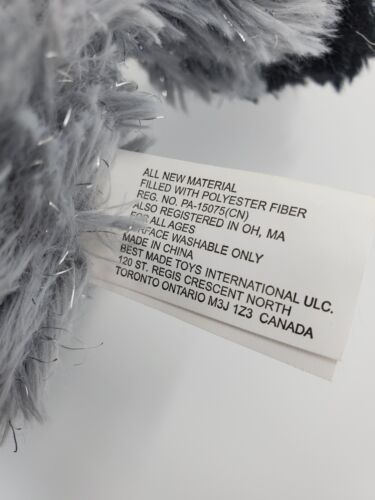 ALL NEW MATERIAL
FILLED WITH POLYESTER FIBER
REG. NO. PA-15075(CN)
ALSO REGISTERED IN OH, MA
FOR ALL AGES
SURFACE WASHABLE ONLY
MADE IN CHINA
BEST MADE TOYS INTERNATIONAL ULC.
120 ST. REGIS CRESCENT NORTH
TORONTO ONTARIO M3J 1Z3 CANADA